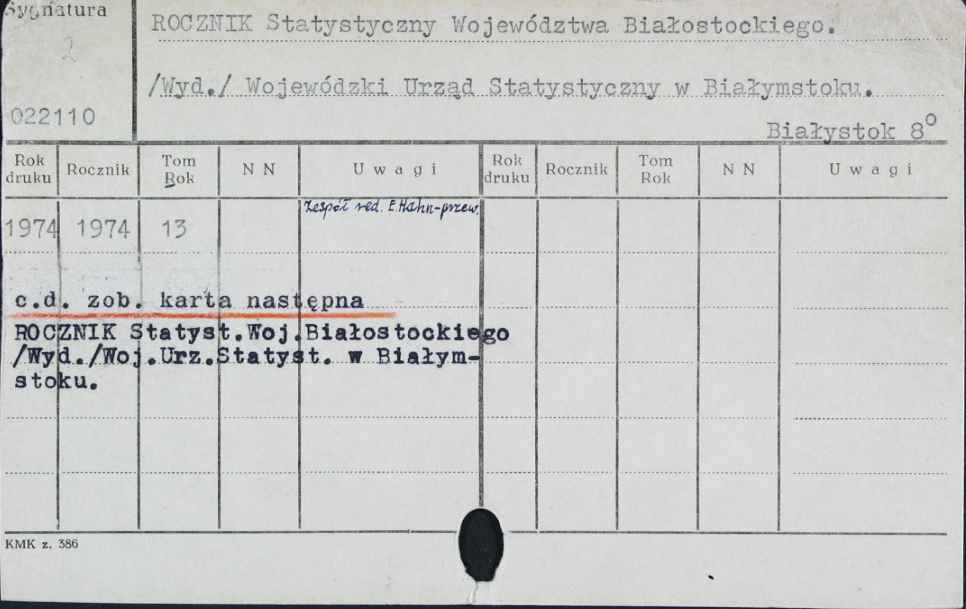 Sygnatura
2
022110
ROCZNIK Statystyczny Województwa Białostockiego.
/Wyd./ Wojewódzki Urząd Statystyczny w Białymstoku.
Białystok 8°
Rok druku Rocznik Tom Rok N N Uwagi Rok druku Rocznik Tom Rok N N Uwagi
1974 1974 13 Zespół red. E. Hahn-przew.
c.d. zob. karta następna
ROCZNIK Statyst.Woj.Białostockiego
/Wyd./Woj.Urz.Statyst. w Białym-
stoku.
KMK z. 386